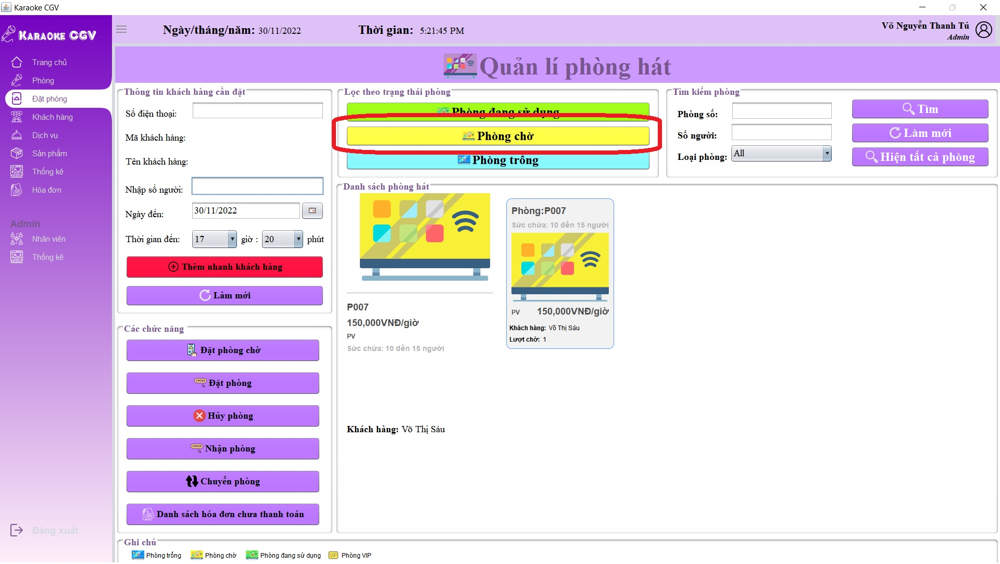 Karaoke CGV
KARAOKE CGV
Ngày/tháng/năm: 30/11/2022
Thời gian: 5:21:45 PM
Võ Nguyễn Thanh Tú
Admin
Trang chủ
Phòng
Đặt phòng
Khách hàng
Dịch vụ
Sản phẩm
Thống kê
Hóa đơn
Admin
Nhân viên
Thống kê
Đăng xuất
Quản lí phòng hát
Thông tin khách hàng cần đặt
Số điện thoại:
Mã khách hàng:
Tên khách hàng:
Nhập số người:
Ngày đến: 30/11/2022
Thời gian đến: 17 giờ : 20 phút
Thêm nhanh khách hàng
Làm mới
Các chức năng
Đặt phòng chờ
Đặt phòng
Hủy phòng
Nhận phòng
Chuyển phòng
Danh sách hóa đơn chưa thanh toán
Lọc theo trạng thái phòng
Phòng đang sử dụng
Phòng chờ
Phòng trống
Tìm kiếm phòng
Phòng số:
Số người:
Loại phòng: All
Tìm
Làm mới
Hiện tất cả phòng
Danh sách phòng hát
P007
150,000VNĐ/giờ
PV
Sức chứa: 10 đến 15 người
Khách hàng: Võ Thị Sáu
Phòng:P007
Sức chứa: 10 đến 15 người
PV 150,000VNĐ/giờ
Khách hàng: Võ Thị Sáu
Lượt chờ: 1
Ghi chú
Phòng trống
Phòng chờ
Phòng đang sử dụng
VIP Phòng VIP